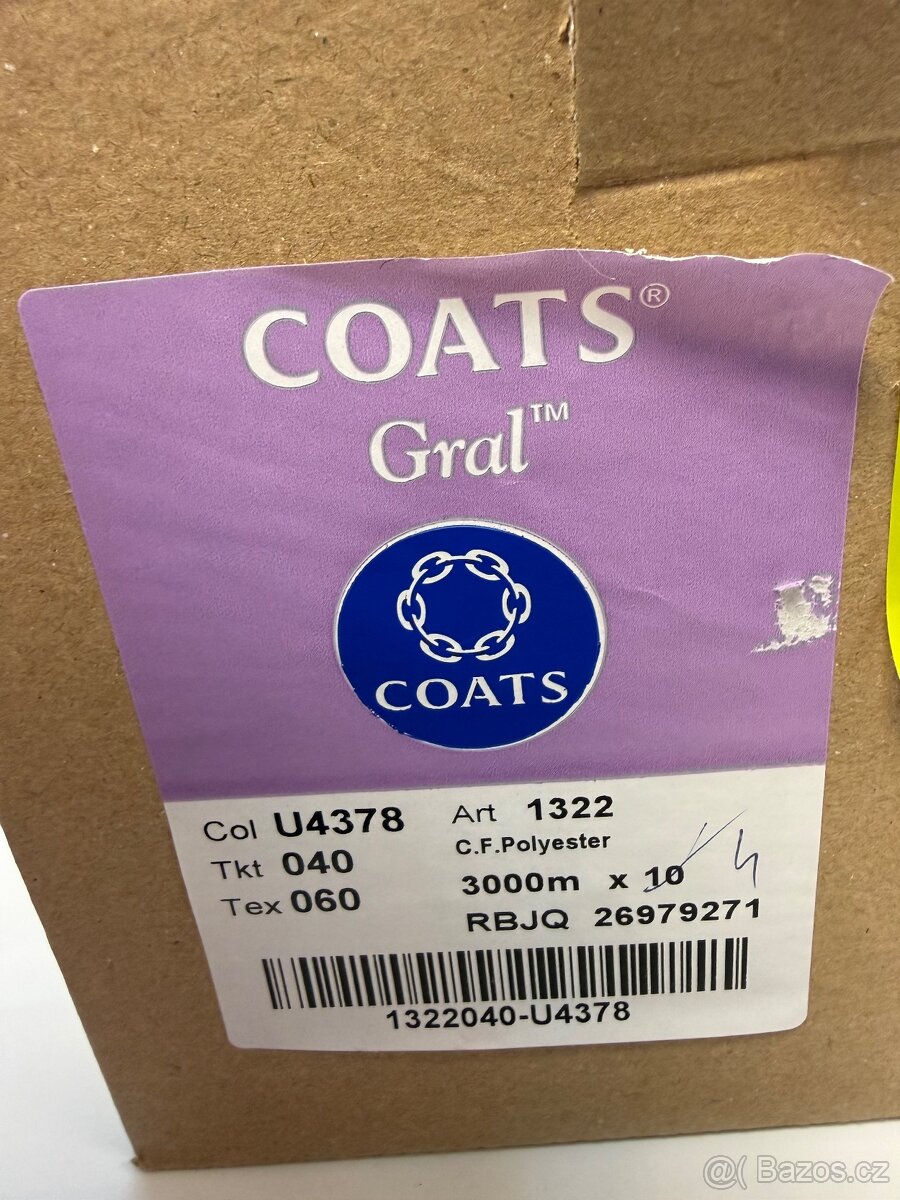 COATS®
Gral™
COATS
Col U4378 Art 1322
Tkt 040 C.F.Polyester
Tex 060 3000m x 10 4
RBJQ 26979271
1322040-U4378
@( Bazos.cz